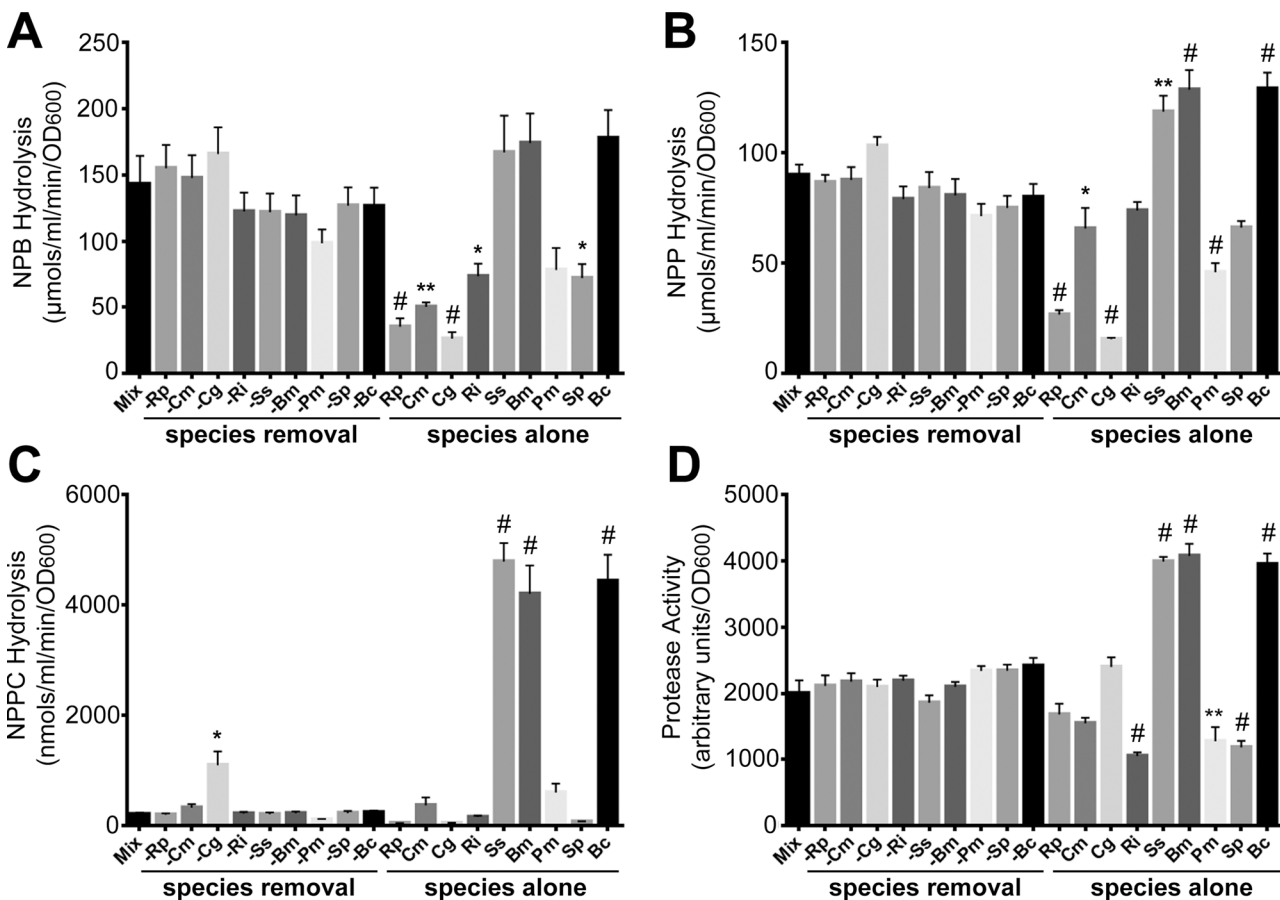 A
NPB Hydrolysis
(µmols/ml/min/OD600)
250
200
150
100
50
0
# ** # * *
Mix -Rp -Cm -Cg -Ri -Ss -Bm -Pm -Sp -Bc Rp Cm Cg Ri Ss Bm Pm Sp Bc
species removal species alone
B
NPP Hydrolysis
(µmols/ml/min/OD600)
150
100
50
0
# * # ** # # #
Mix -Rp -Cm -Cg -Ri -Ss -Bm -Pm -Sp -Bc Rp Cm Cg Ri Ss Bm Pm Sp Bc
species removal species alone
C
NPPC Hydrolysis
(nmols/ml/min/OD600)
6000
4000
2000
0
* # # #
Mix -Rp -Cm -Cg -Ri -Ss -Bm -Pm -Sp -Bc Rp Cm Cg Ri Ss Bm Pm Sp Bc
species removal species alone
D
Protease Activity
(arbitrary units/OD600)
5000
4000
3000
2000
1000
0
# # # ** # #
Mix -Rp -Cm -Cg -Ri -Ss -Bm -Pm -Sp -Bc Rp Cm Cg Ri Ss Bm Pm Sp Bc
species removal species alone